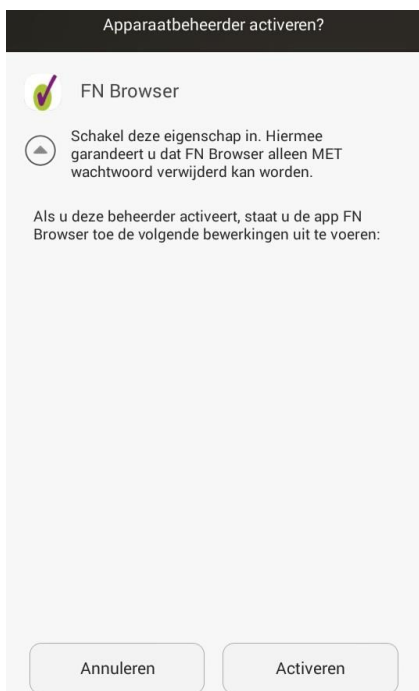 Apparaatbeheerder activeren?
FN Browser
Schakel deze eigenschap in. Hiermee
garandeert u dat FN Browser alleen MET
wachtwoord verwijderd kan worden.
Als u deze beheerder activeert, staat u de app FN
Browser toe de volgende bewerkingen uit te voeren:
Annuleren
Activeren